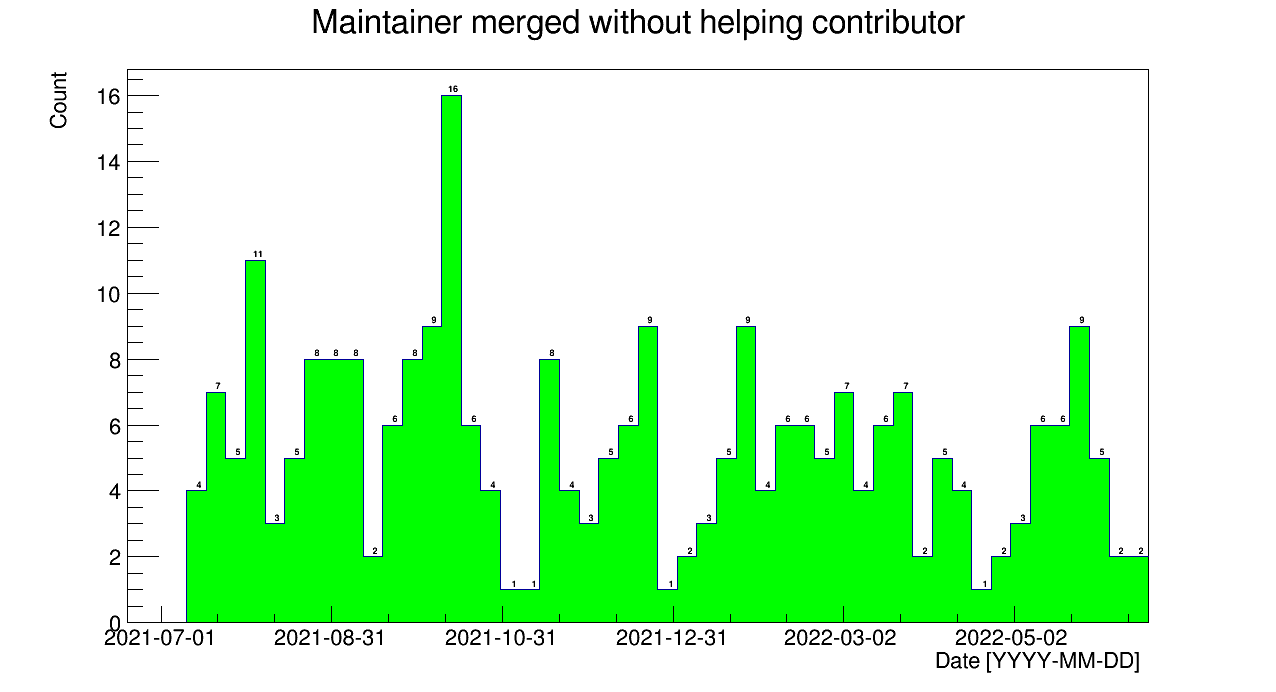 Maintainer merged without helping contributor
Count
16
14
12
10
8
6
4
2
0
4 7 5 11 3 5 8 8 8 2 6 8 9 16 6 4 1 1 8 4 3 5 6 9 1 2 3 5 9 4 6 6 5 7 4 6 7 2 5 4 1 2 3 6 6 9 5 2 2
2021-07-01 2021-08-31 2021-10-31 2021-12-31 2022-03-02 2022-05-02
Date [YYYY-MM-DD]